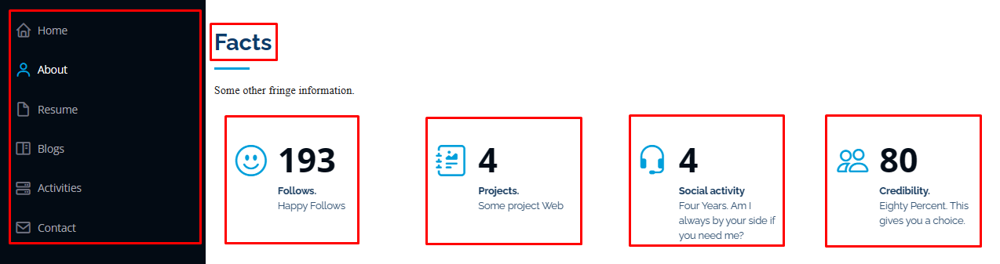 Home
About
Resume
Blogs
Activities
Contact
Facts
Some other fringe information.
193
Follows.
Happy Follows
4
Projects.
Some project Web
4
Social activity
Four Years. Am I
always by your side if
you need me?
80
Credibility.
Eighty Percent. This
gives you a choice.